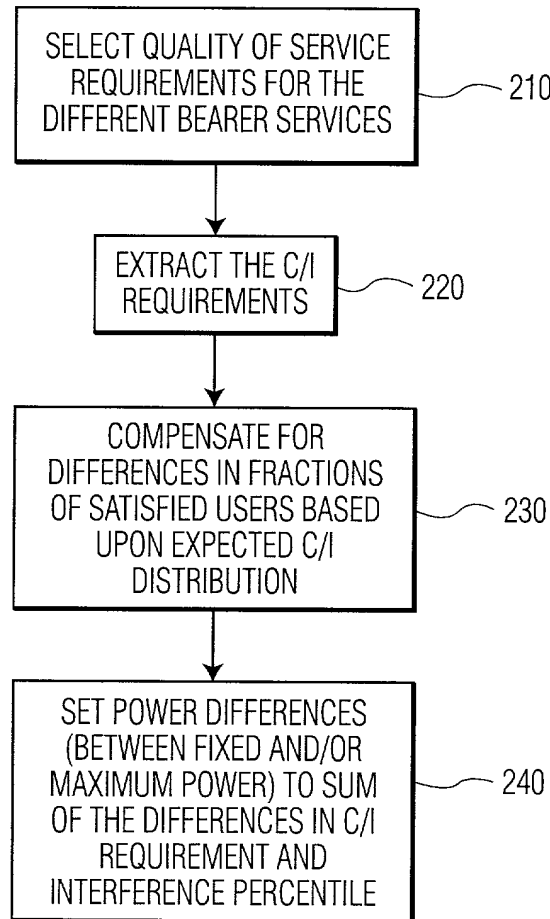 SELECT QUALITY OF SERVICE
REQUIREMENTS FOR THE
DIFFERENT BEARER SERVICES
210
EXTRACT THE C/I
REQUIREMENTS
220
COMPENSATE FOR
DIFFERENCES IN FRACTIONS
OF SATISFIED USERS BASED
UPON EXPECTED C/I
DISTRIBUTION
230
SET POWER DIFFERENCES
(BETWEEN FIXED AND/OR
MAXIMUM POWER) TO SUM
OF THE DIFFERENCES IN C/I
REQUIREMENT AND
INTERFERENCE PERCENTILE
240